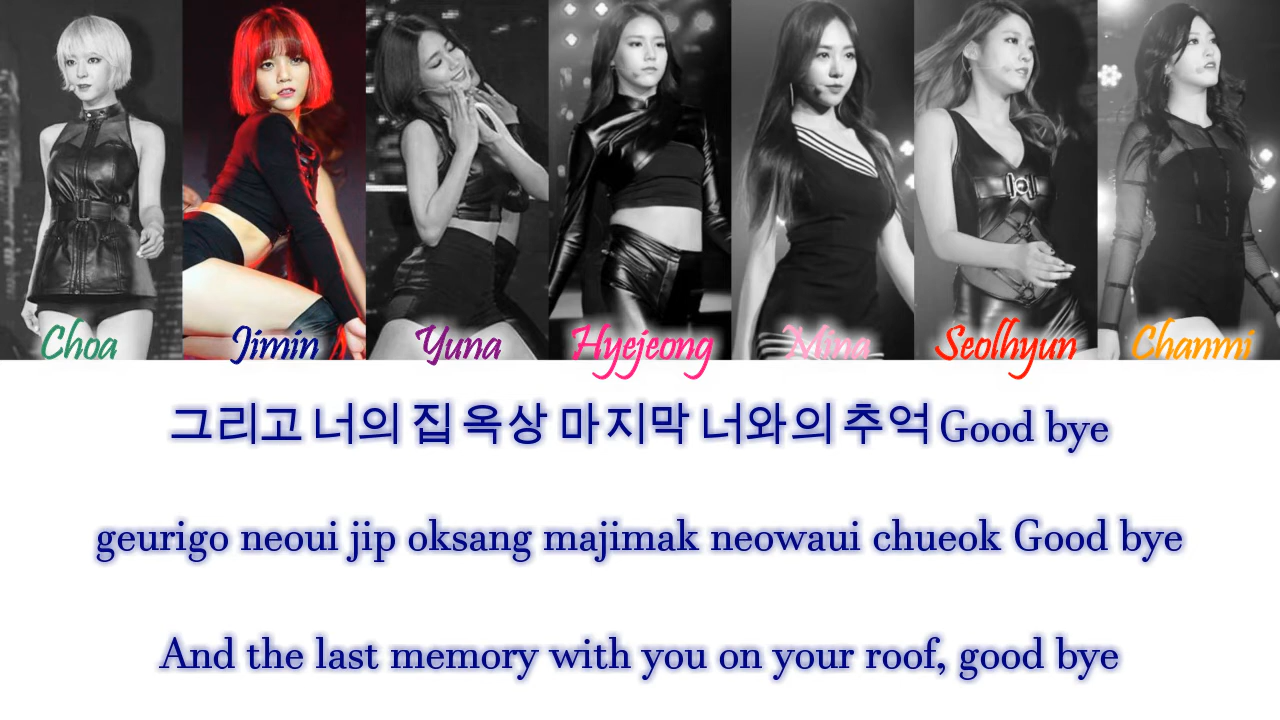 Choa Jimin Yuna Hyejeong Mina Seolhyun Chanmi
그리고 너의 집 옥상 마지막 너와의 추억 Good bye
geurigo neoui jip oksang majimak neowaui chueok Good bye
And the last memory with you on your roof, good bye